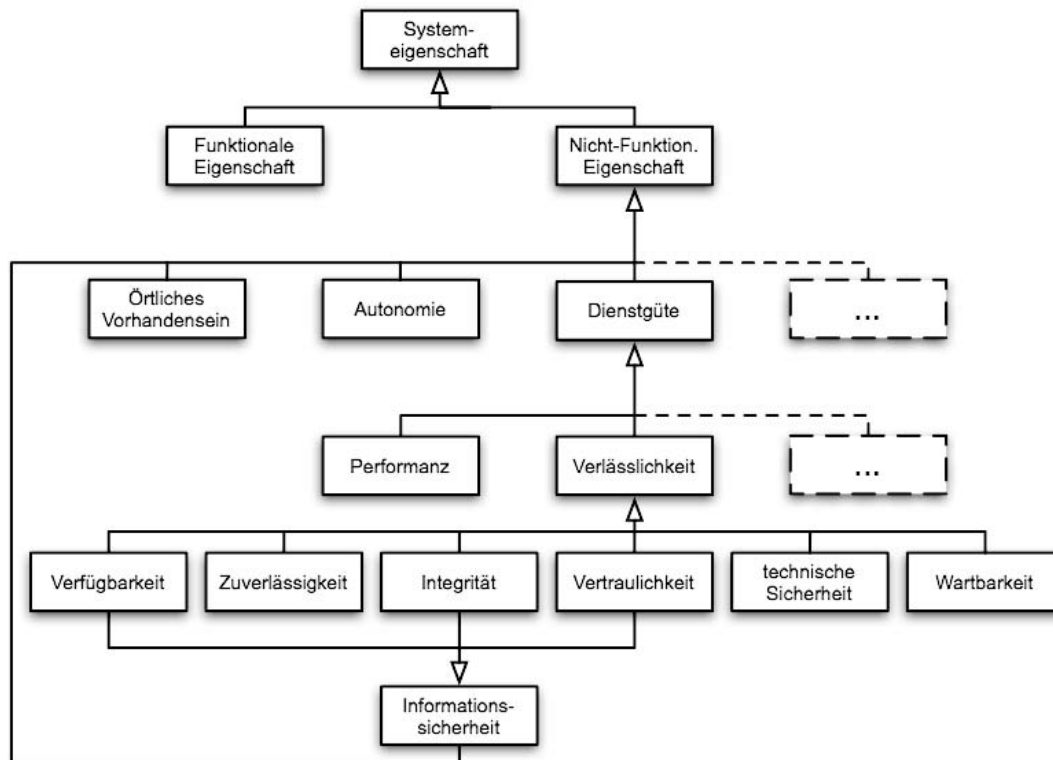 System-
eigenschaft
Funktionale
Eigenschaft
Nicht-Funktion.
Eigenschaft
Örtliches
Vorhandensein
Autonomie
Dienstgüte
...
Performanz
Verlässlichkeit
...
Verfügbarkeit
Zuverlässigkeit
Integrität
Vertraulichkeit
technische
Sicherheit
Wartbarkeit
Informations-
sicherheit